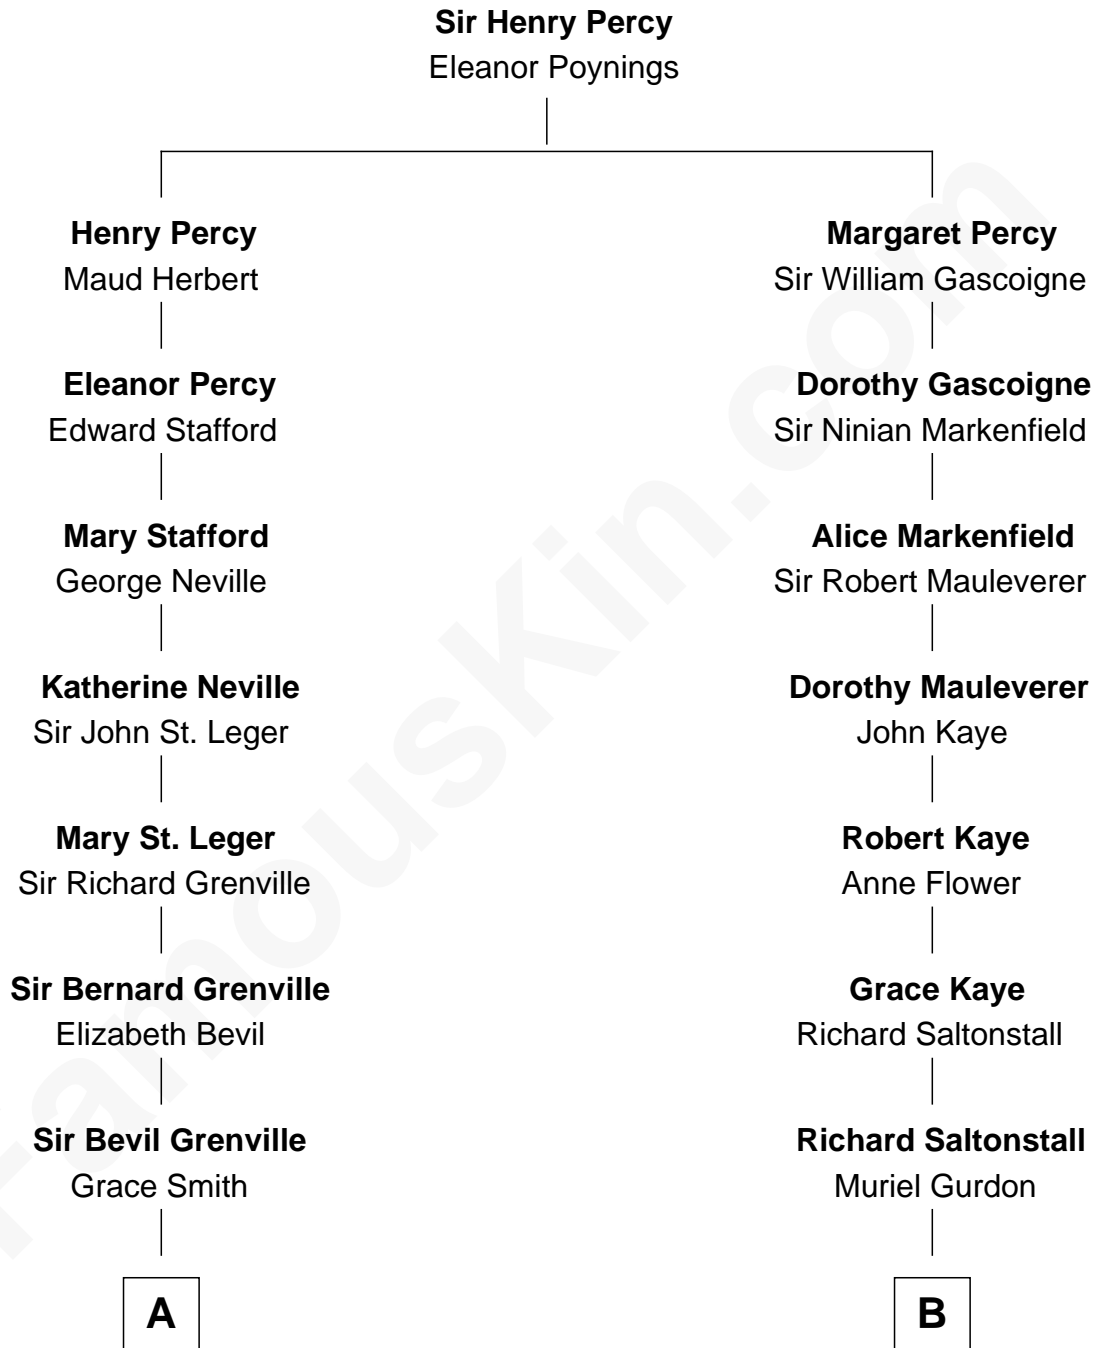 Sir Henry Percy
Eleanor Poynings
Henry Percy
Maud Herbert
Margaret Percy
Sir William Gascoigne
Eleanor Percy
Edward Stafford
Dorothy Gascoigne
Sir Ninian Markenfield
Mary Stafford
George Neville
Alice Markenfield
Sir Robert Mauleverer
Katherine Neville
Sir John St. Leger
Dorothy Mauleverer
John Kaye
Mary St. Leger
Sir Richard Grenville
Robert Kaye
Anne Flower
Sir Bernard Grenville
Elizabeth Bevil
Grace Kaye
Richard Saltonstall
Sir Bevil Grenville
Grace Smith
Richard Saltonstall
Muriel Gurdon
A
B
FamousKin.com